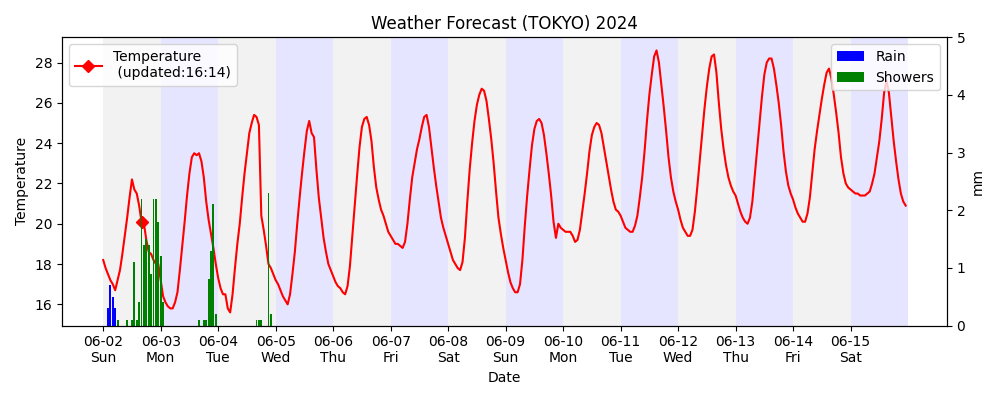 Weather Forecast (TOKYO) 2024
Temperature
(updated:16:14)
Rain
Showers
Temperature
28
26
24
22
20
18
16
5
4
3
2
1
0
mm
06-02 06-03 06-04 06-05 06-06 06-07 06-08 06-09 06-10 06-11 06-12 06-13 06-14 06-15
Sun Mon Tue Wed Thu Fri Sat Sun Mon Tue Wed Thu Fri Sat
Date